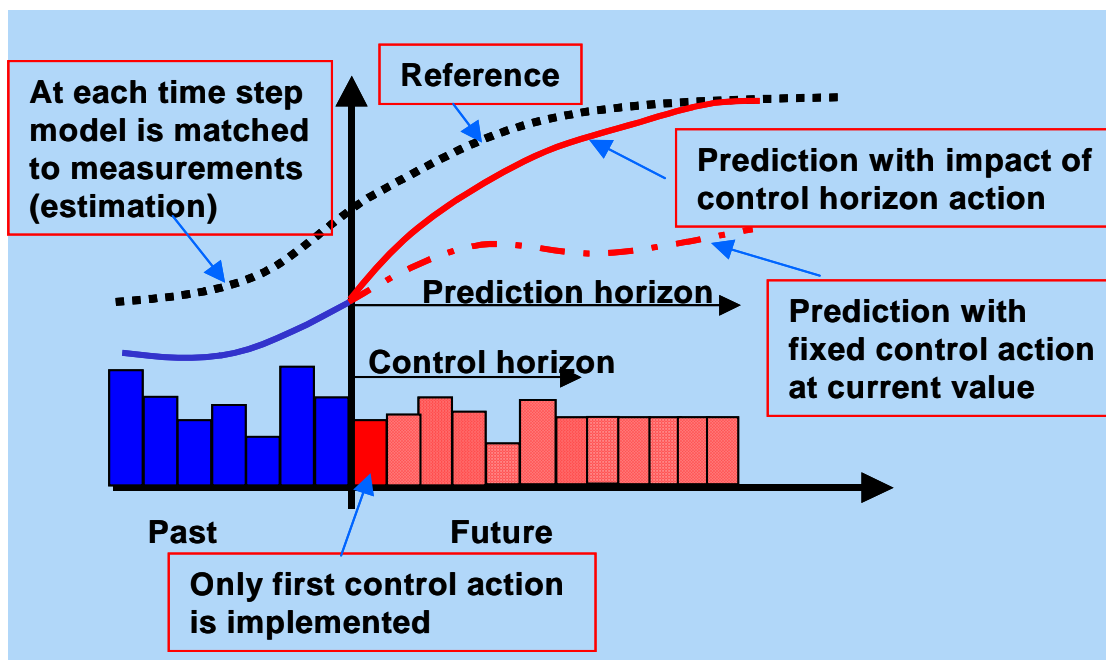 At each time step
model is matched
to measurements
(estimation)
Reference
Prediction with impact of
control horizon action
Prediction horizon
Prediction with
fixed control action
at current value
Control horizon
Past
Future
Only first control action
is implemented